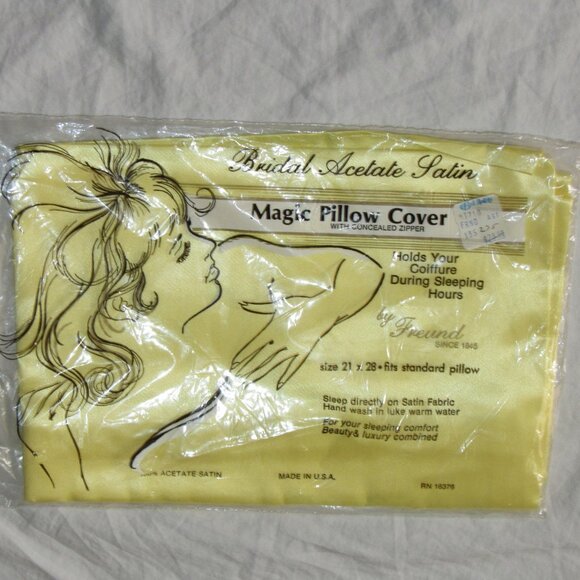 Bridal Acetate Satin
Magic Pillow Cover
WITH CONCEALED ZIPPER
Holds Your
Coiffure
During Sleeping
Hours
by Freund
SINCE 1845
size 21 x 28 • fits standard pillow
Sleep directly on Satin Fabric
Hand wash in luke warm water
For your sleeping comfort
Beauty & luxury combined
100% ACETATE SATIN
MADE IN U.S.A.
RN 16376